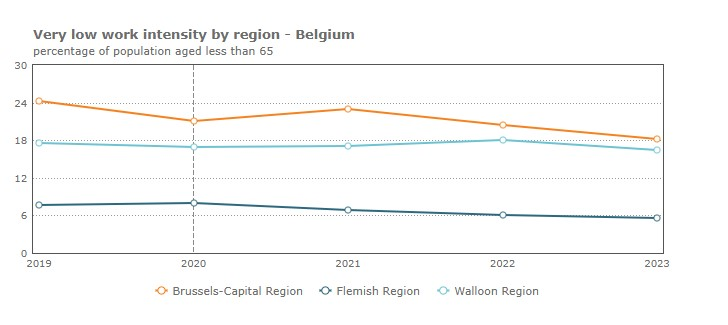 Very low work intensity by region - Belgium
percentage of population aged less than 65
30
24
18
12
6
0
2019 2020 2021 2022 2023
Brussels-Capital Region Flemish Region Walloon Region